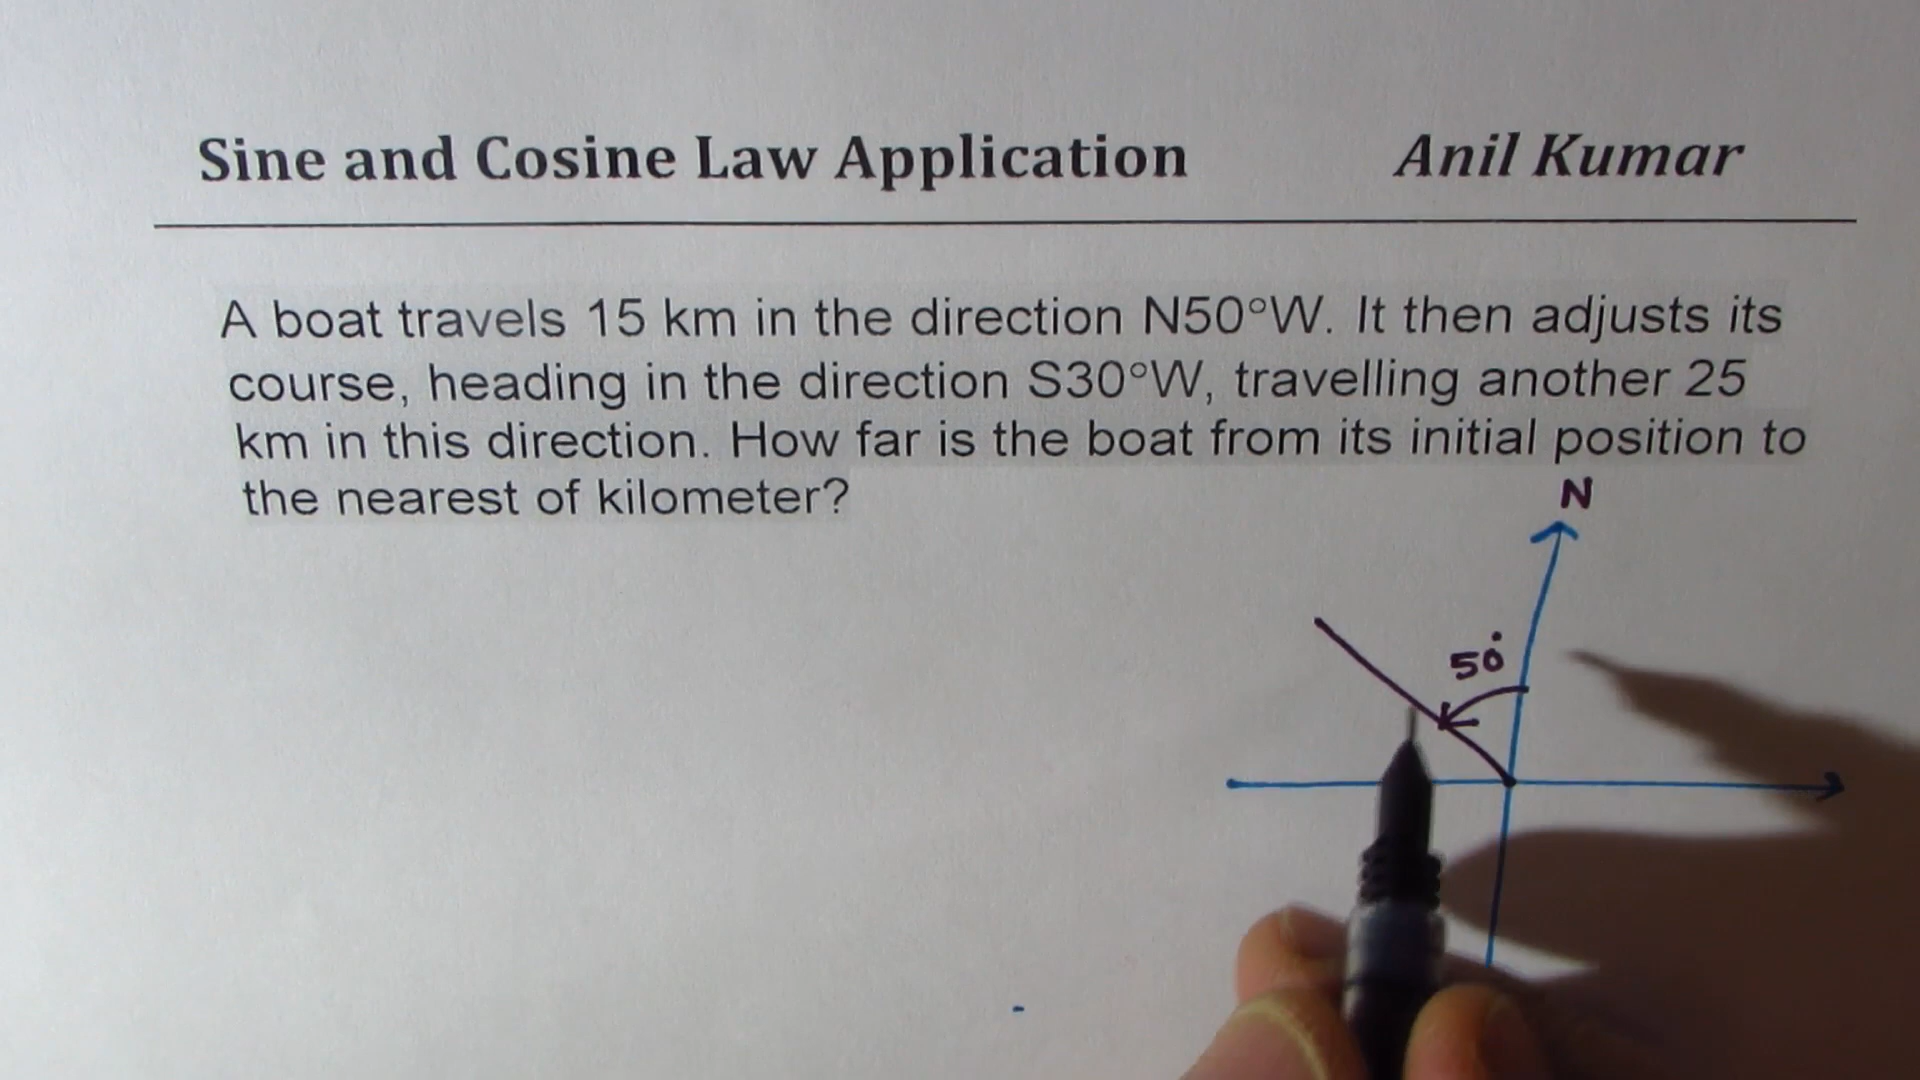 Sine and Cosine Law Application Anil Kumar
A boat travels 15 km in the direction N50°W. It then adjusts its
course, heading in the direction S30°W, travelling another 25
km in this direction. How far is the boat from its initial position to
the nearest of kilometer?
N
50°